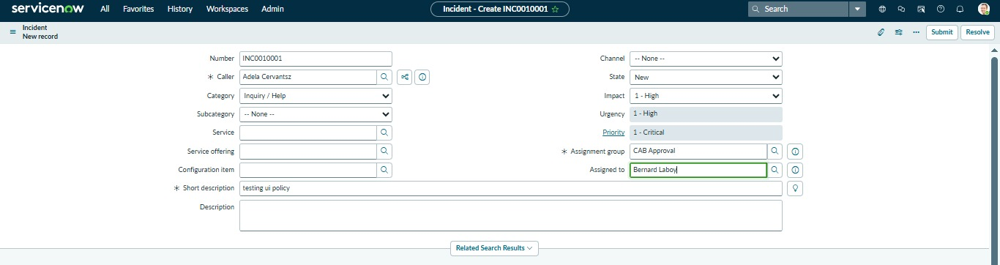 servicenow All Favorites History Workspaces Admin Incident - Create INC0010001 Search
Incident
New record
Submit Resolve
Number INC0010001
Channel -- None --
Caller Adela Cervantsz
State New
Category Inquiry / Help
Impact 1 - High
Subcategory -- None --
Urgency 1 - High
Service
Priority 1 - Critical
Service offering
Assignment group CAB Approval
Configuration item
Assigned to Bernard Laboy
Short description testing ui policy
Description
Related Search Results